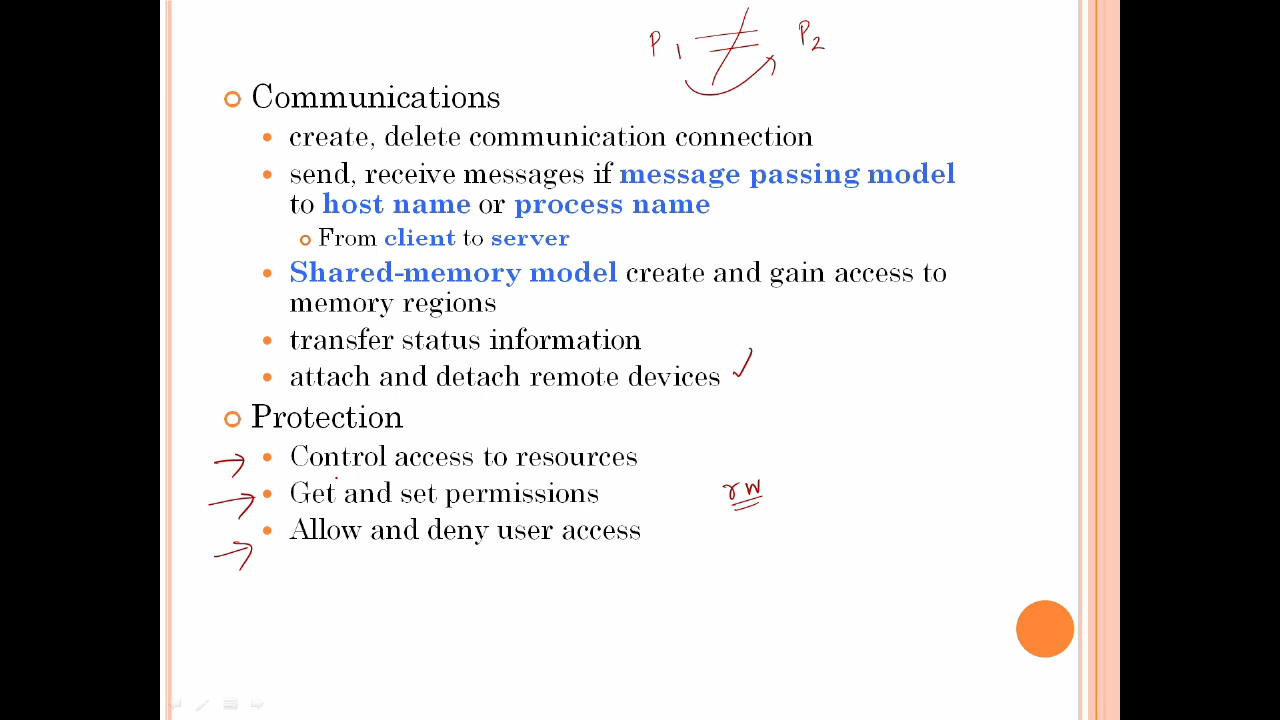 P1 P2
Communications
create, delete communication connection
send, receive messages if message passing model
to host name or process name
From client to server
Shared-memory model create and gain access to
memory regions
transfer status information
attach and detach remote devices
Protection
Control access to resources
Get and set permissions rw
Allow and deny user access